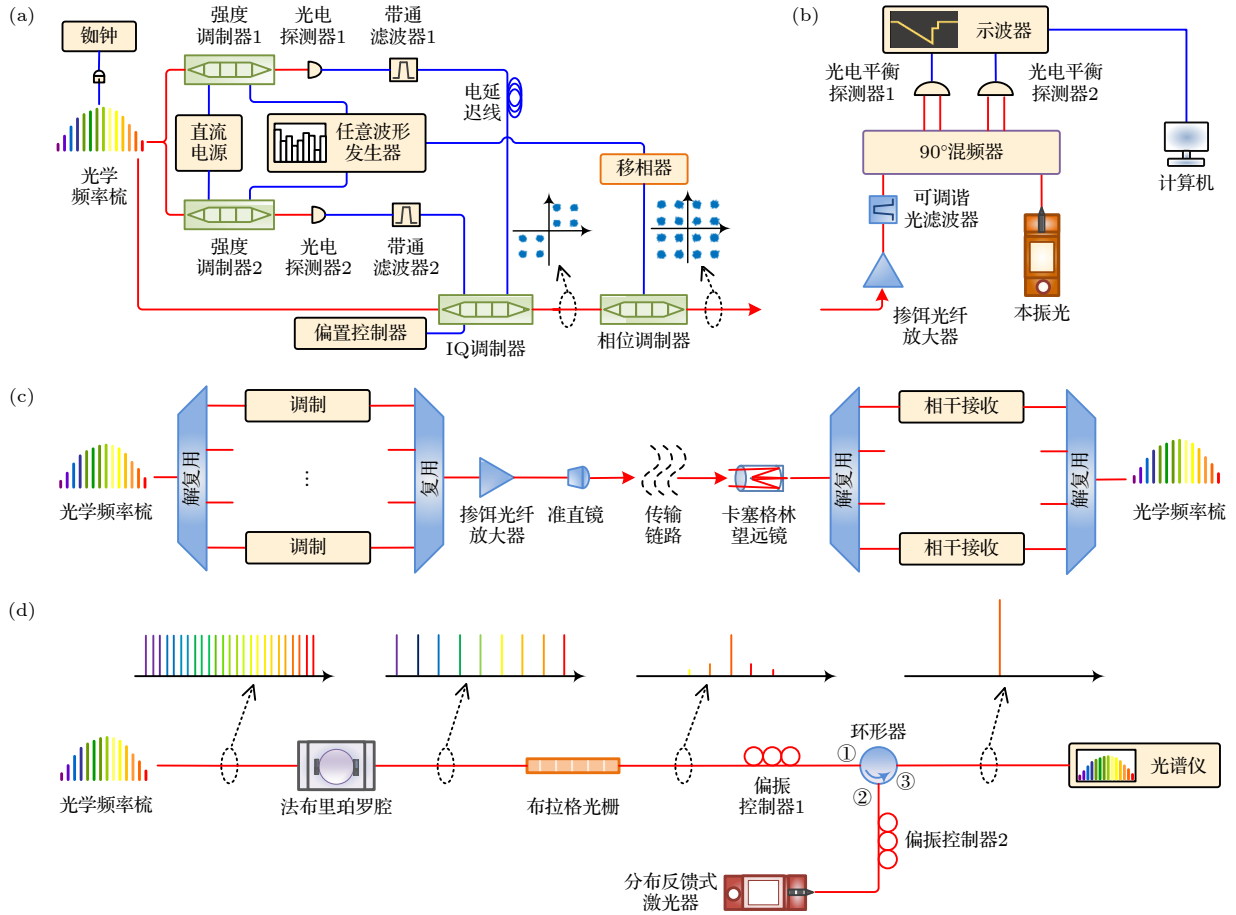 (a)
铷钟
光学
频率梳
强度
调制器1
光电
探测器1
带通
滤波器1
电延
迟线
直流
电源
任意波形
发生器
移相器
强度
调制器2
光电
探测器2
带通
滤波器2
偏置控制器
IQ调制器
相位调制器
(b)
示波器
光电平衡
探测器1
光电平衡
探测器2
90°混频器
计算机
可调谐
光滤波器
掺铒光纤
放大器
本振光
(c)
光学频率梳
解复用
调制
...
调制
复用
掺铒光纤
放大器
准直镜
传输
链路
卡塞格林
望远镜
解复用
相干接收
相干接收
解复用
光学频率梳
(d)
光学频率梳
法布里珀罗腔
布拉格光栅
偏振
控制器1
环形器
①
②
③
偏振控制器2
分布反馈式
激光器
光谱仪